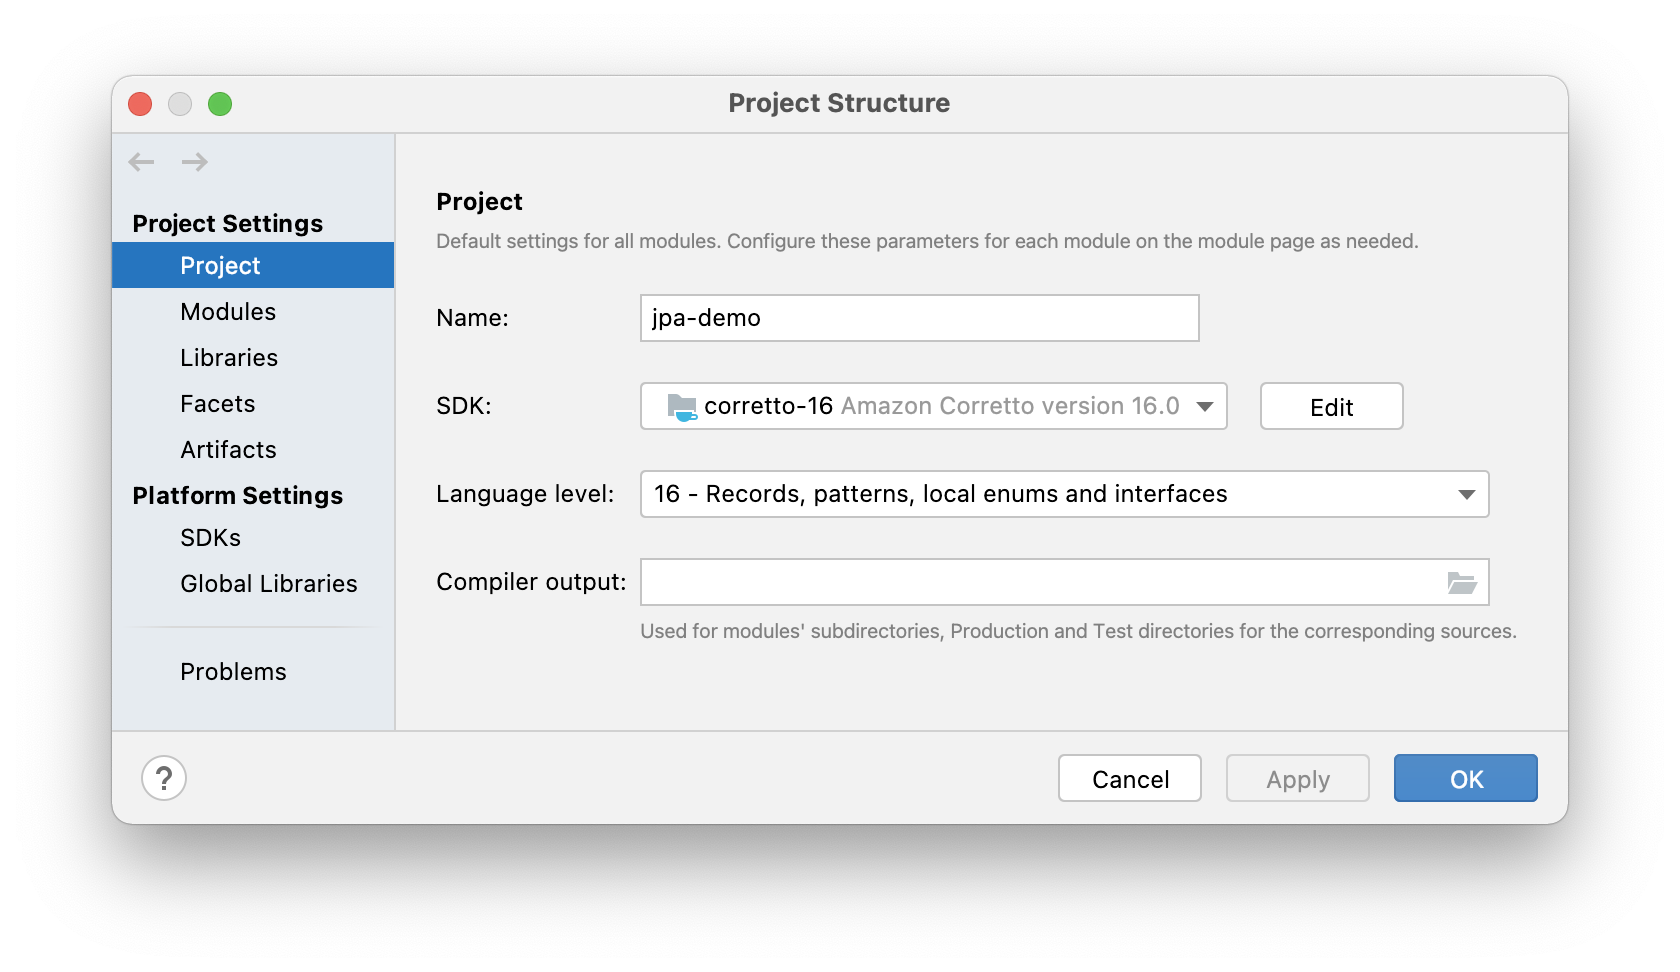 Project Structure
Project Settings
Project
Modules
Libraries
Facets
Artifacts
Platform Settings
SDKs
Global Libraries
Problems
Project
Default settings for all modules. Configure these parameters for each module on the module page as needed.
Name: jpa-demo
SDK: corretto-16 Amazon Corretto version 16.0 Edit
Language level: 16 - Records, patterns, local enums and interfaces
Compiler output:
Used for modules' subdirectories, Production and Test directories for the corresponding sources.
? Cancel Apply OK